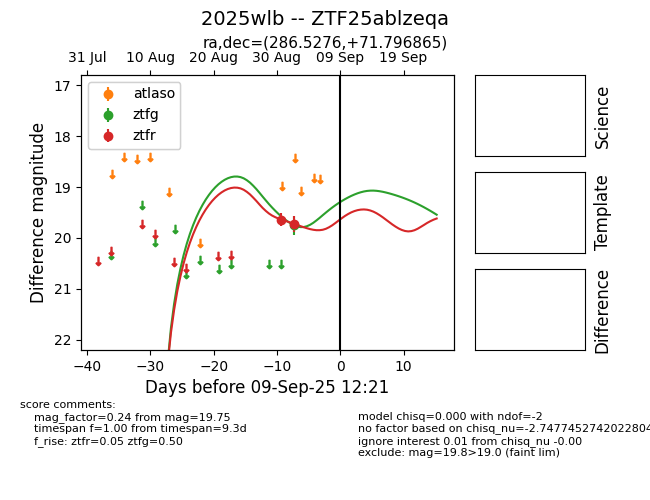 2025wlb -- ZTF25ablzeqa
ra,dec=(286.5276,+71.796865)
31 Jul 10 Aug 20 Aug 30 Aug 09 Sep 19 Sep
atlaso
ztfg
ztfr
17
18
19
20
21
22
Difference magnitude
−40 −30 −20 −10 0 10
Days before 09-Sep-25 12:21
Science
Template
Difference
score comments:
mag_factor=0.24 from mag=19.75
timespan f=1.00 from timespan=9.3d
f_rise: ztfr=0.05 ztfg=0.50
model chisq=0.000 with ndof=-2
no factor based on chisq_nu=-2.7477452742022804
ignore interest 0.01 from chisq_nu -0.00
exclude: mag=19.8>19.0 (faint lim)